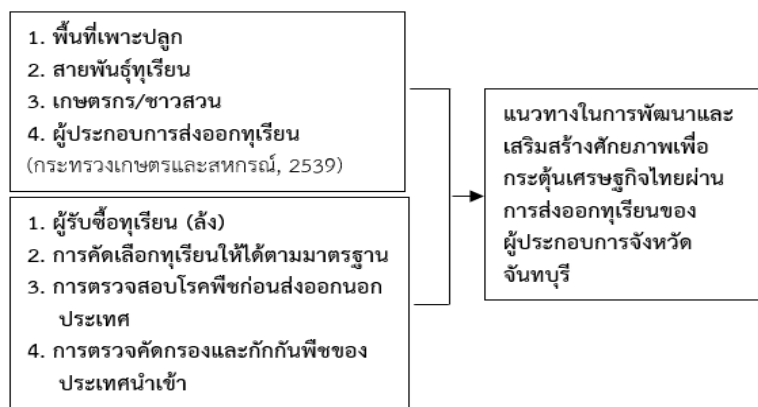 1. พื้นที่เพาะปลูก
2. สายพันธุ์ทุเรียน
3. เกษตรกร/ชาวสวน
4. ผู้ประกอบการส่งออกทุเรียน
(กระทรวงเกษตรและสหกรณ์, 2539)
1. ผู้รับซื้อทุเรียน (ล้ง)
2. การคัดเลือกทุเรียนให้ได้ตามมาตรฐาน
3. การตรวจสอบโรคพืชก่อนส่งออกนอก
ประเทศ
4. การตรวจคัดกรองและกักกันพืชของ
ประเทศนำเข้า
แนวทางในการพัฒนาและ
เสริมสร้างศักยภาพเพื่อ
กระตุ้นเศรษฐกิจไทยผ่าน
การส่งออกทุเรียนของ
ผู้ประกอบการจังหวัด
จันทบุรี